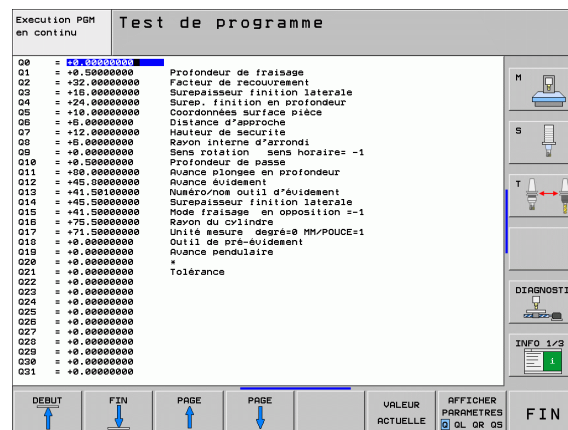 Execution PGM
en continu
Test de programme
Q0 = +0.00000000
Q1 = +0.50000000 Profondeur de fraisage
Q2 = +32.00000000 Facteur de recouvrement
Q3 = +16.00000000 Surepaisseur finition laterale
Q4 = +24.00000000 Surep. finition en profondeur
Q5 = +10.00000000 Coordonnées surface pièce
Q6 = +6.00000000 Distance d'approche
Q7 = +12.00000000 Hauteur de securite
Q8 = +6.00000000 Rayon interne d'arrondi
Q9 = +0.00000000 Sens rotation sens horaire= -1
Q10 = +0.50000000 Profondeur de passe
Q11 = +80.00000000 Avance plongee en profondeur
Q12 = +45.80000000 Avance évidement
Q13 = +41.50100000 Numéro/nom outil d'évidement
Q14 = +45.50000000 Surepaisseur finition laterale
Q15 = +41.50000000 Mode fraisage en opposition =-1
Q16 = +75.50000000 Rayon du cylindre
Q17 = +71.50000000 Unité mesure degré=0 MM/POUCE=1
Q18 = +0.00000000 Outil de pré-évidement
Q19 = +0.00000000 Avance pendulaire
Q20 = +0.00000000 *
Q21 = +0.00000000 Tolérance
Q22 = +0.00000000
Q23 = +0.00000000
Q24 = +0.00000000
Q25 = +0.00000000
Q26 = +0.00000000
Q27 = +0.00000000
Q28 = +0.00000000
Q29 = +0.00000000
Q30 = +0.00000000
Q31 = +0.00000000
M
S
T
DIAGNOSTI
INFO 1/3
DEBUT
FIN
PAGE
PAGE
VALEUR
ACTUELLE
AFFICHER
PARAMETRES
Q QL QR QS
FIN